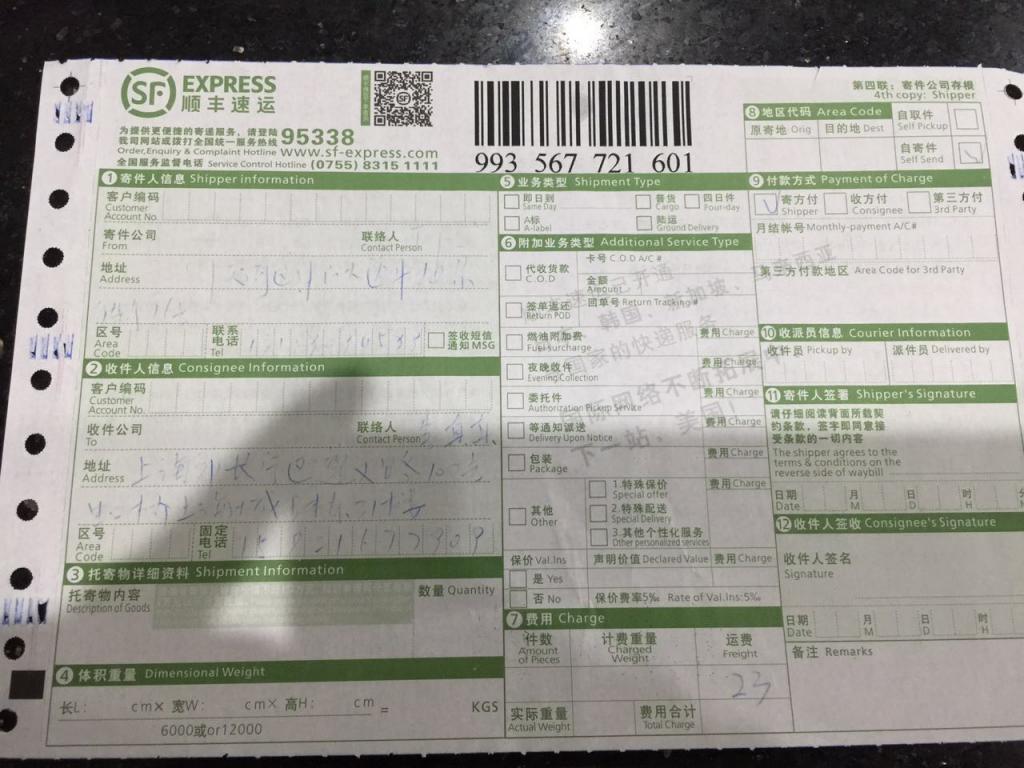 SF EXPRESS
顺丰速运
为提供更便捷的寄递服务，请登陆
我司网站或拨打全国统一服务热线 95338
Order,Enquiry & Complaint Hotline www.sf-express.com
全国服务监督电话 Service Control Hotline (0755) 8315 1111
993 567 721 601
第四联：寄件公司存根
4th copy: Shipper
8 地区代码 Area Code
原寄地 Orig 目的地 Dest
自取件
Self Pickup
自寄件
Self Send
1 寄件人信息 Shipper information
客户编码
Customer
Account No.
寄件公司
From
联络人
Contact Person
地址
Address
区号
Area
Code
联系
电话
Tel
签收短信
通知MSG
2 收件人信息 Consignee Information
客户编码
Customer
Account No.
收件公司
To
联络人
Contact Person
地址
Address
区号
Area
Code
固定
电话
Tel
3 托寄物详细资料 Shipment Information
托寄物内容
Description of Goods
数量 Quantity
4 体积重量 Dimensional Weight
长L: cm× 宽W: cm× 高H: cm = KGS
6000或or12000
5 业务类型 Shipment Type
即日到
Same Day
普货
Cargo
四日件
Four-day
A标
A-label
陆运
Ground Delivery
6 附加业务类型 Additional Service Type
代收货款
C.O.D
卡号 C.O.D A/C #
金额
Amount
签单返还
Return POD
回单号 Return Tracking #
燃油附加费
Fuel surcharge
费用 Charge
夜晚收件
Evening Collection
费用 Charge
委托件
Authorization Pickup Service
费用 Charge
等通知派送
Delivery Upon Notice
费用 Charge
包装
Package
费用 Charge
其他
Other
1.特殊保价
Special offer
2.特殊配送
Special Delivery
3.其他个性化服务
Other personalized services
保价 Val.Ins
声明价值 Declared Value
费用 Charge
是 Yes
否 No
保价费率5‰ Rate of Val.Ins:5‰
7 费用 Charge
件数
Amount
of Pieces
计费重量
Charged
Weight
运费
Freight
23
实际重量
Actual Weight
费用合计
Total Charge
9 付款方式 Payment of Charge
寄方付
Shipper
收方付
Consignee
第三方付
3rd Party
月结帐号 Monthly-payment A/C#
第三方付款地区 Area Code for 3rd Party
10 收派员信息 Courier Information
收件员 Pickup by
派件员 Delivered by
11 寄件人签署 Shipper's Signature
请仔细阅读背面所载契
约条款，签字即同意接
受条款的一切内容
The shipper agrees to the
terms & conditions on the
reverse side of waybill
日期
Date
月
M
日
D
时
H
12 收件人签收 Consignee's Signature
收件人签名
Signature
日期
Date
月
M
日
D
时
H
备注 Remarks
韩国、新加坡、
国家的快递服务
国际网络不断拓展
下一站、美国！